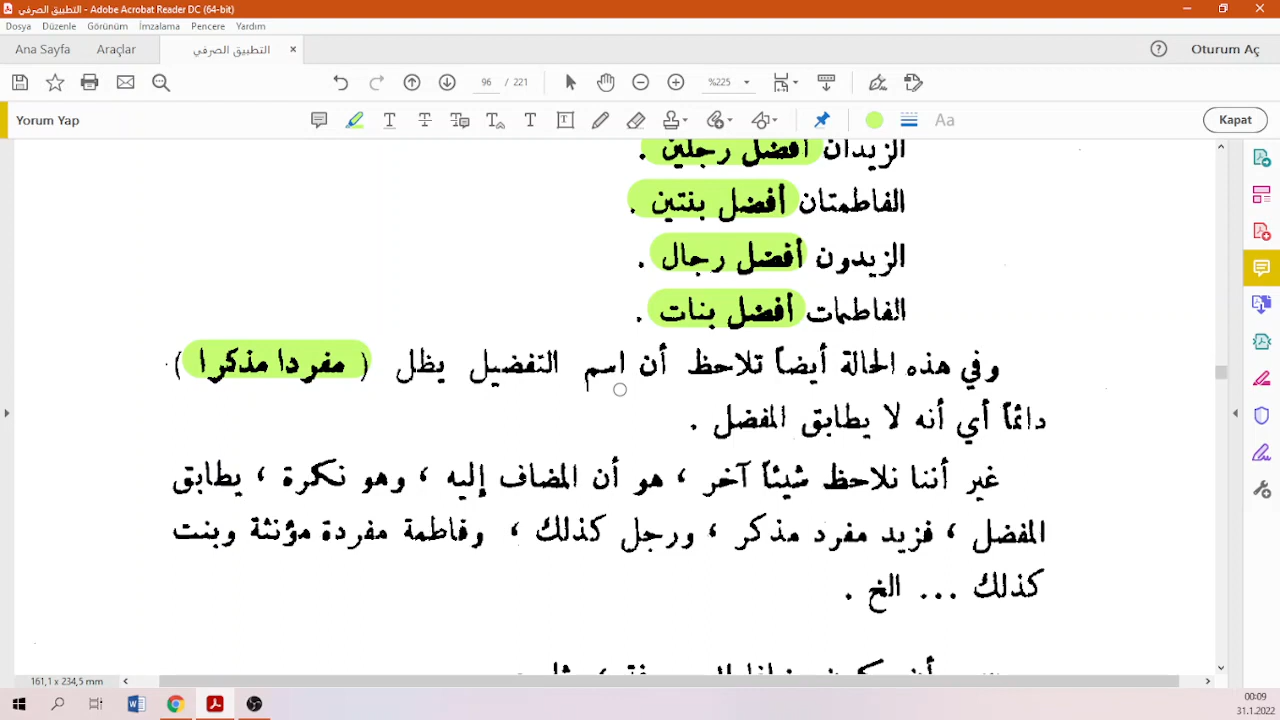 التطبيق الصرفي - Adobe Acrobat Reader DC (64-bit)
Dosya Düzenle Görünüm İmzalama Pencere Yardım
Ana Sayfa Araçlar التطبيق الصرفي × Oturum Aç
96 / 221 %225
Yorum Yap Aa Kapat
الزيدان أفضل رجلين .
الفاطمتان أفضل بنتين .
الزيدون أفضل رجال .
الفاطمات أفضل بنات .
وفي هذه الحالة أيضاً تلاحظ أن اسم التفضيل يظل ( مفردا مذكرا )
دائماً أي أنه لا يطابق المفضل .
غير أننا نلاحظ شيئاً آخر ، هو أن المضاف إليه ، وهو نكرة ، يطابق
المفضل ، فزيد مفرد مذكر ، ورجل كذلك ، وفاطمة مفردة مؤنثة وبنت
كذلك ... الخ .
161,1 x 234,5 mm
00:09
31.1.2022